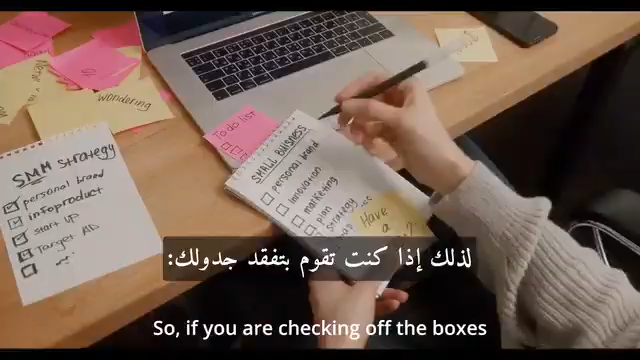 wondering
To do list
SMM strategy
personal brand
infoproduct
start up
Target AD
SMALL BUISNESS
personal brand
innovation
marketing
plan
strategy
Have
a
لذلك إذا كنت تقوم بتفقد جدولك:
So, if you are checking off the boxes